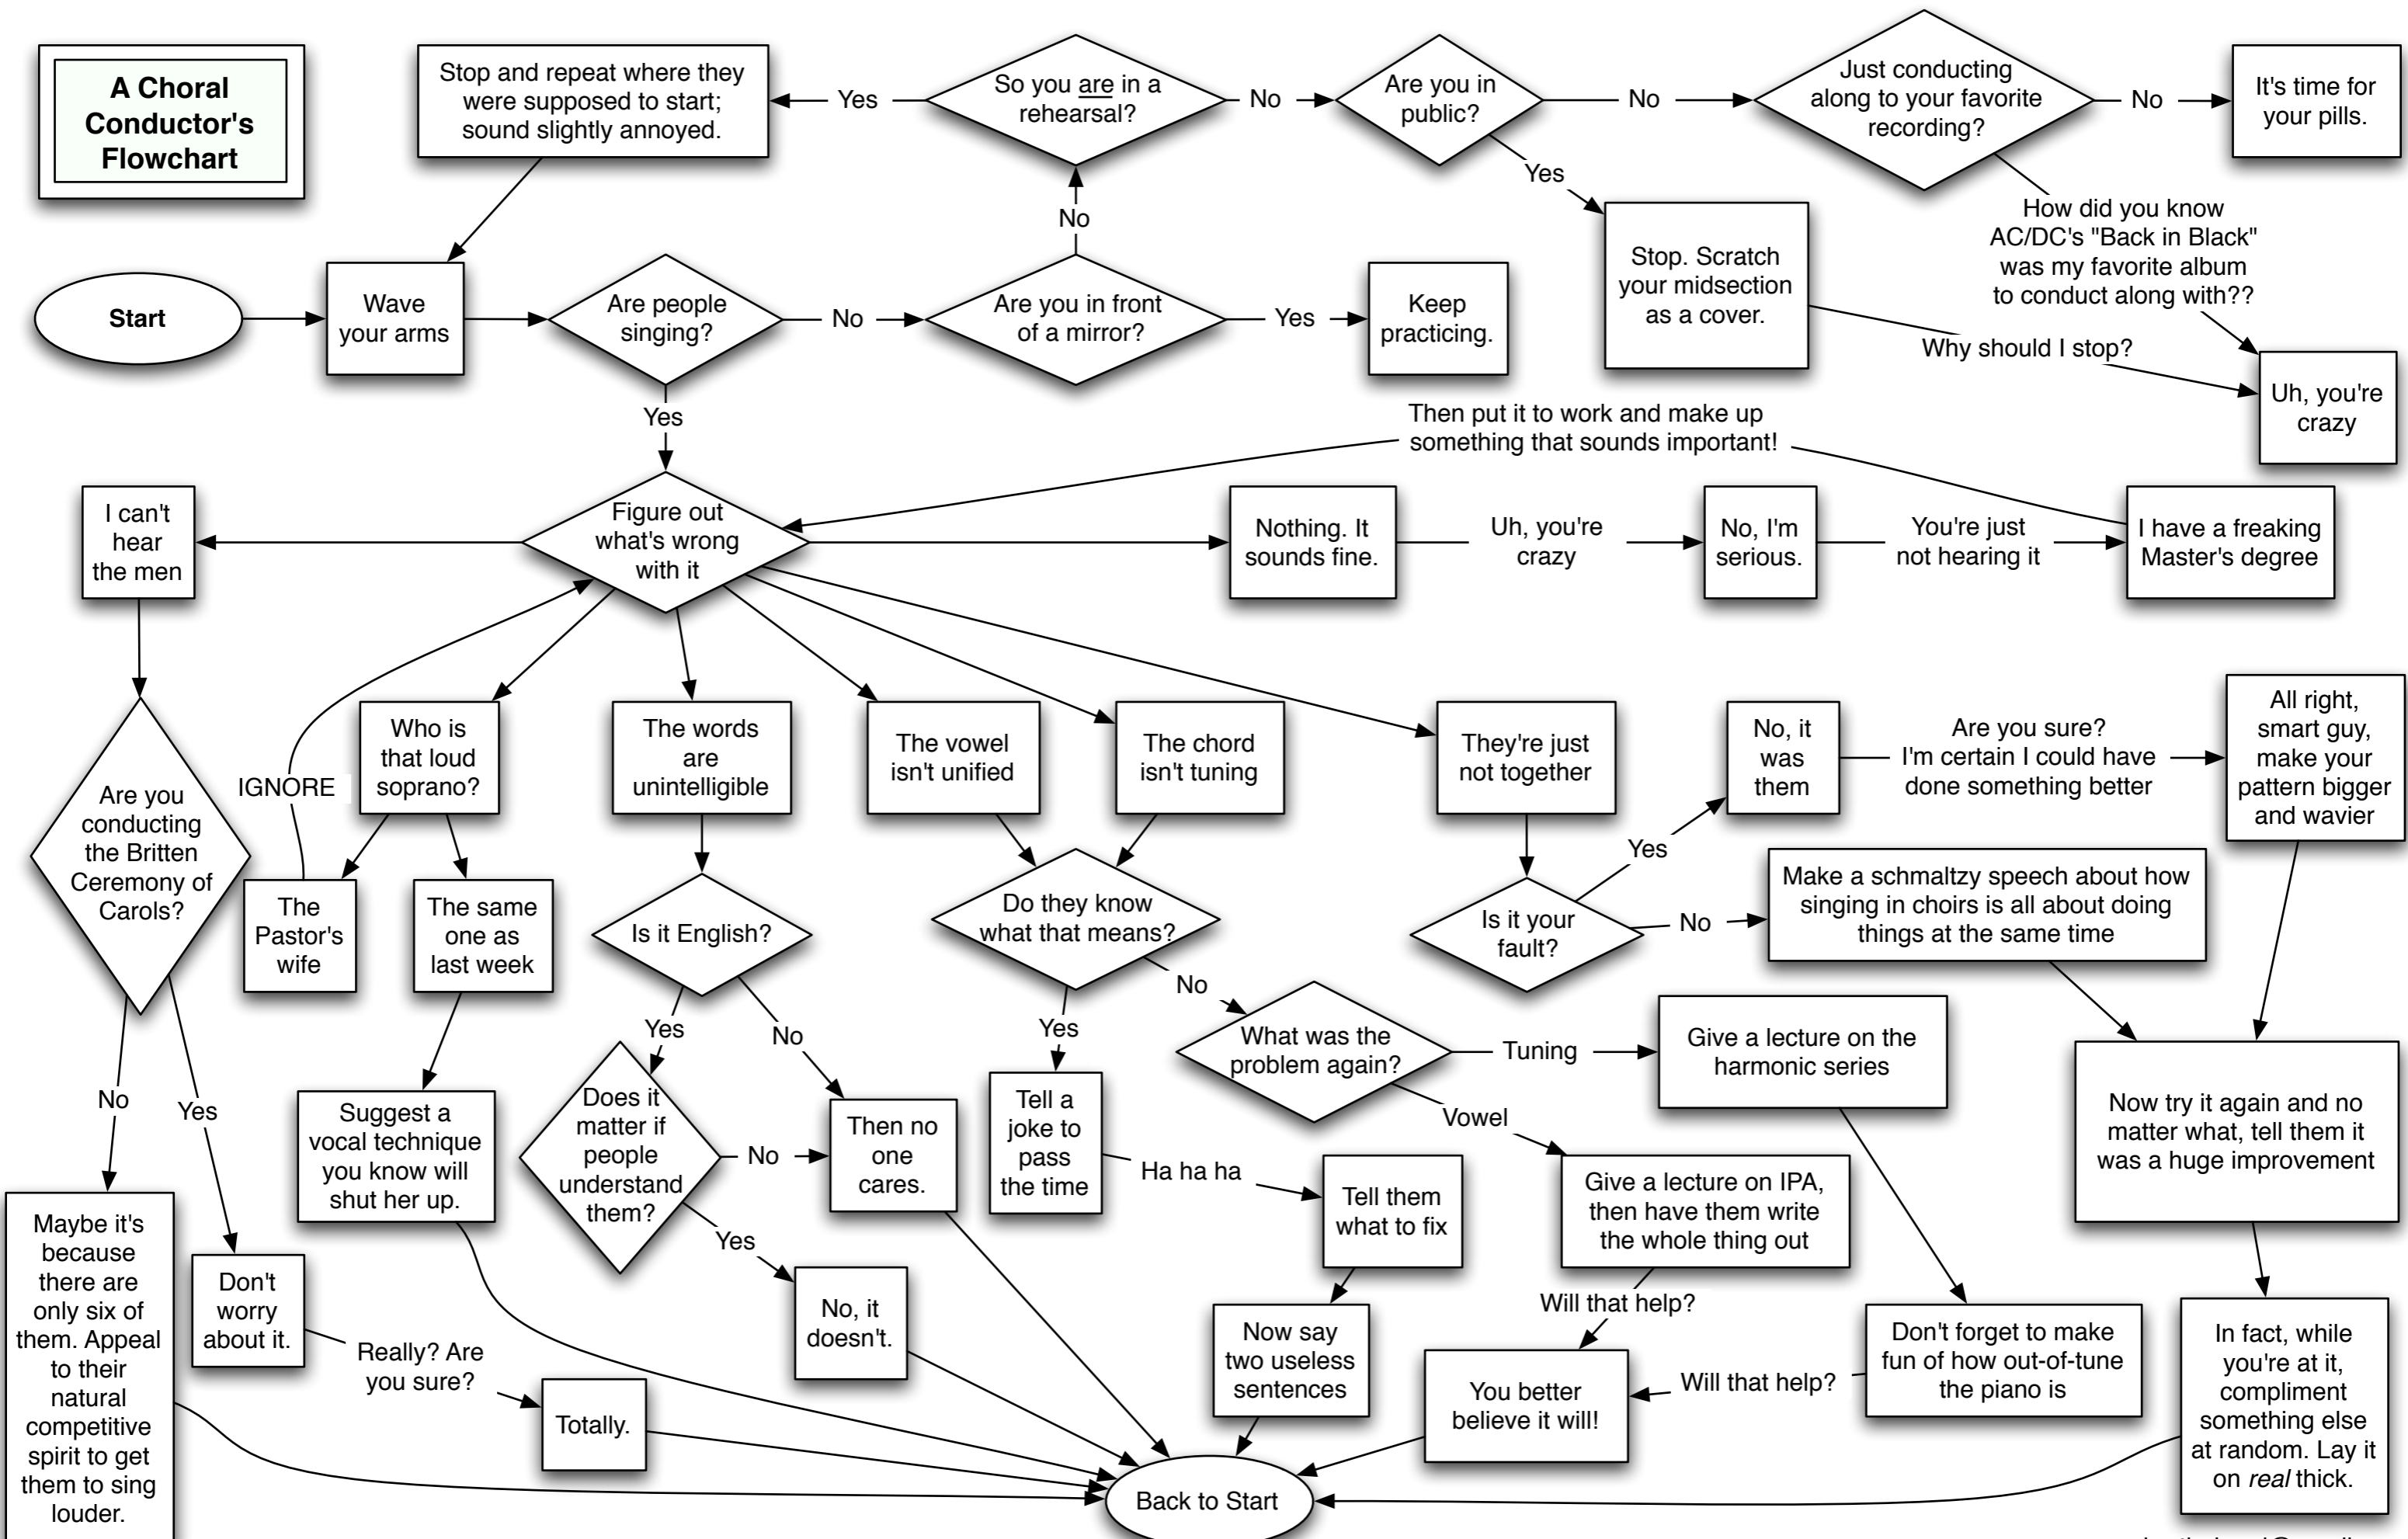 A Choral
Conductor's
Flowchart
Stop and repeat where they
were supposed to start;
sound slightly annoyed.
Yes
So you are in a
rehearsal?
No
Are you in
public?
No
Just conducting
along to your favorite
recording?
No
It's time for
your pills.
Yes
No
How did you know
AC/DC's "Back in Black"
was my favorite album
to conduct along with??
Start
Wave
your arms
Are people
singing?
No
Are you in front
of a mirror?
Yes
Keep
practicing.
Stop. Scratch
your midsection
as a cover.
Why should I stop?
Uh, you're
crazy
Yes
Then put it to work and make up
something that sounds important!
I can't
hear
the men
Figure out
what's wrong
with it
Nothing. It
sounds fine.
Uh, you're
crazy
No, I'm
serious.
You're just
not hearing it
I have a freaking
Master's degree
IGNORE
Who is
that loud
soprano?
The words
are
unintelligible
The vowel
isn't unified
The chord
isn't tuning
They're just
not together
No, it
was
them
Are you sure?
I'm certain I could have
done something better
All right,
smart guy,
make your
pattern bigger
and wavier
Are you
conducting
the Britten
Ceremony of
Carols?
The
Pastor's
wife
The same
one as
last week
Is it English?
Do they know
what that means?
Is it your
fault?
Yes
No
Make a schmaltzy speech about how
singing in choirs is all about doing
things at the same time
No
Yes
Yes
No
Yes
No
What was the
problem again?
Tuning
Give a lecture on the
harmonic series
Vowel
Now try it again and no
matter what, tell them it
was a huge improvement
Suggest a
vocal technique
you know will
shut her up.
Does it
matter if
people
understand
them?
No
Then no
one
cares.
Yes
Tell a
joke to
pass
the time
Ha ha ha
Tell them
what to fix
Give a lecture on IPA,
then have them write
the whole thing out
Maybe it's
because
there are
only six of
them. Appeal
to their
natural
competitive
spirit to get
them to sing
louder.
Don't
worry
about it.
Really? Are
you sure?
Totally.
No, it
doesn't.
Now say
two useless
sentences
Will that help?
You better
believe it will!
Will that help?
Don't forget to make
fun of how out-of-tune
the piano is
In fact, while
you're at it,
compliment
something else
at random. Lay it
on real thick.
Back to Start